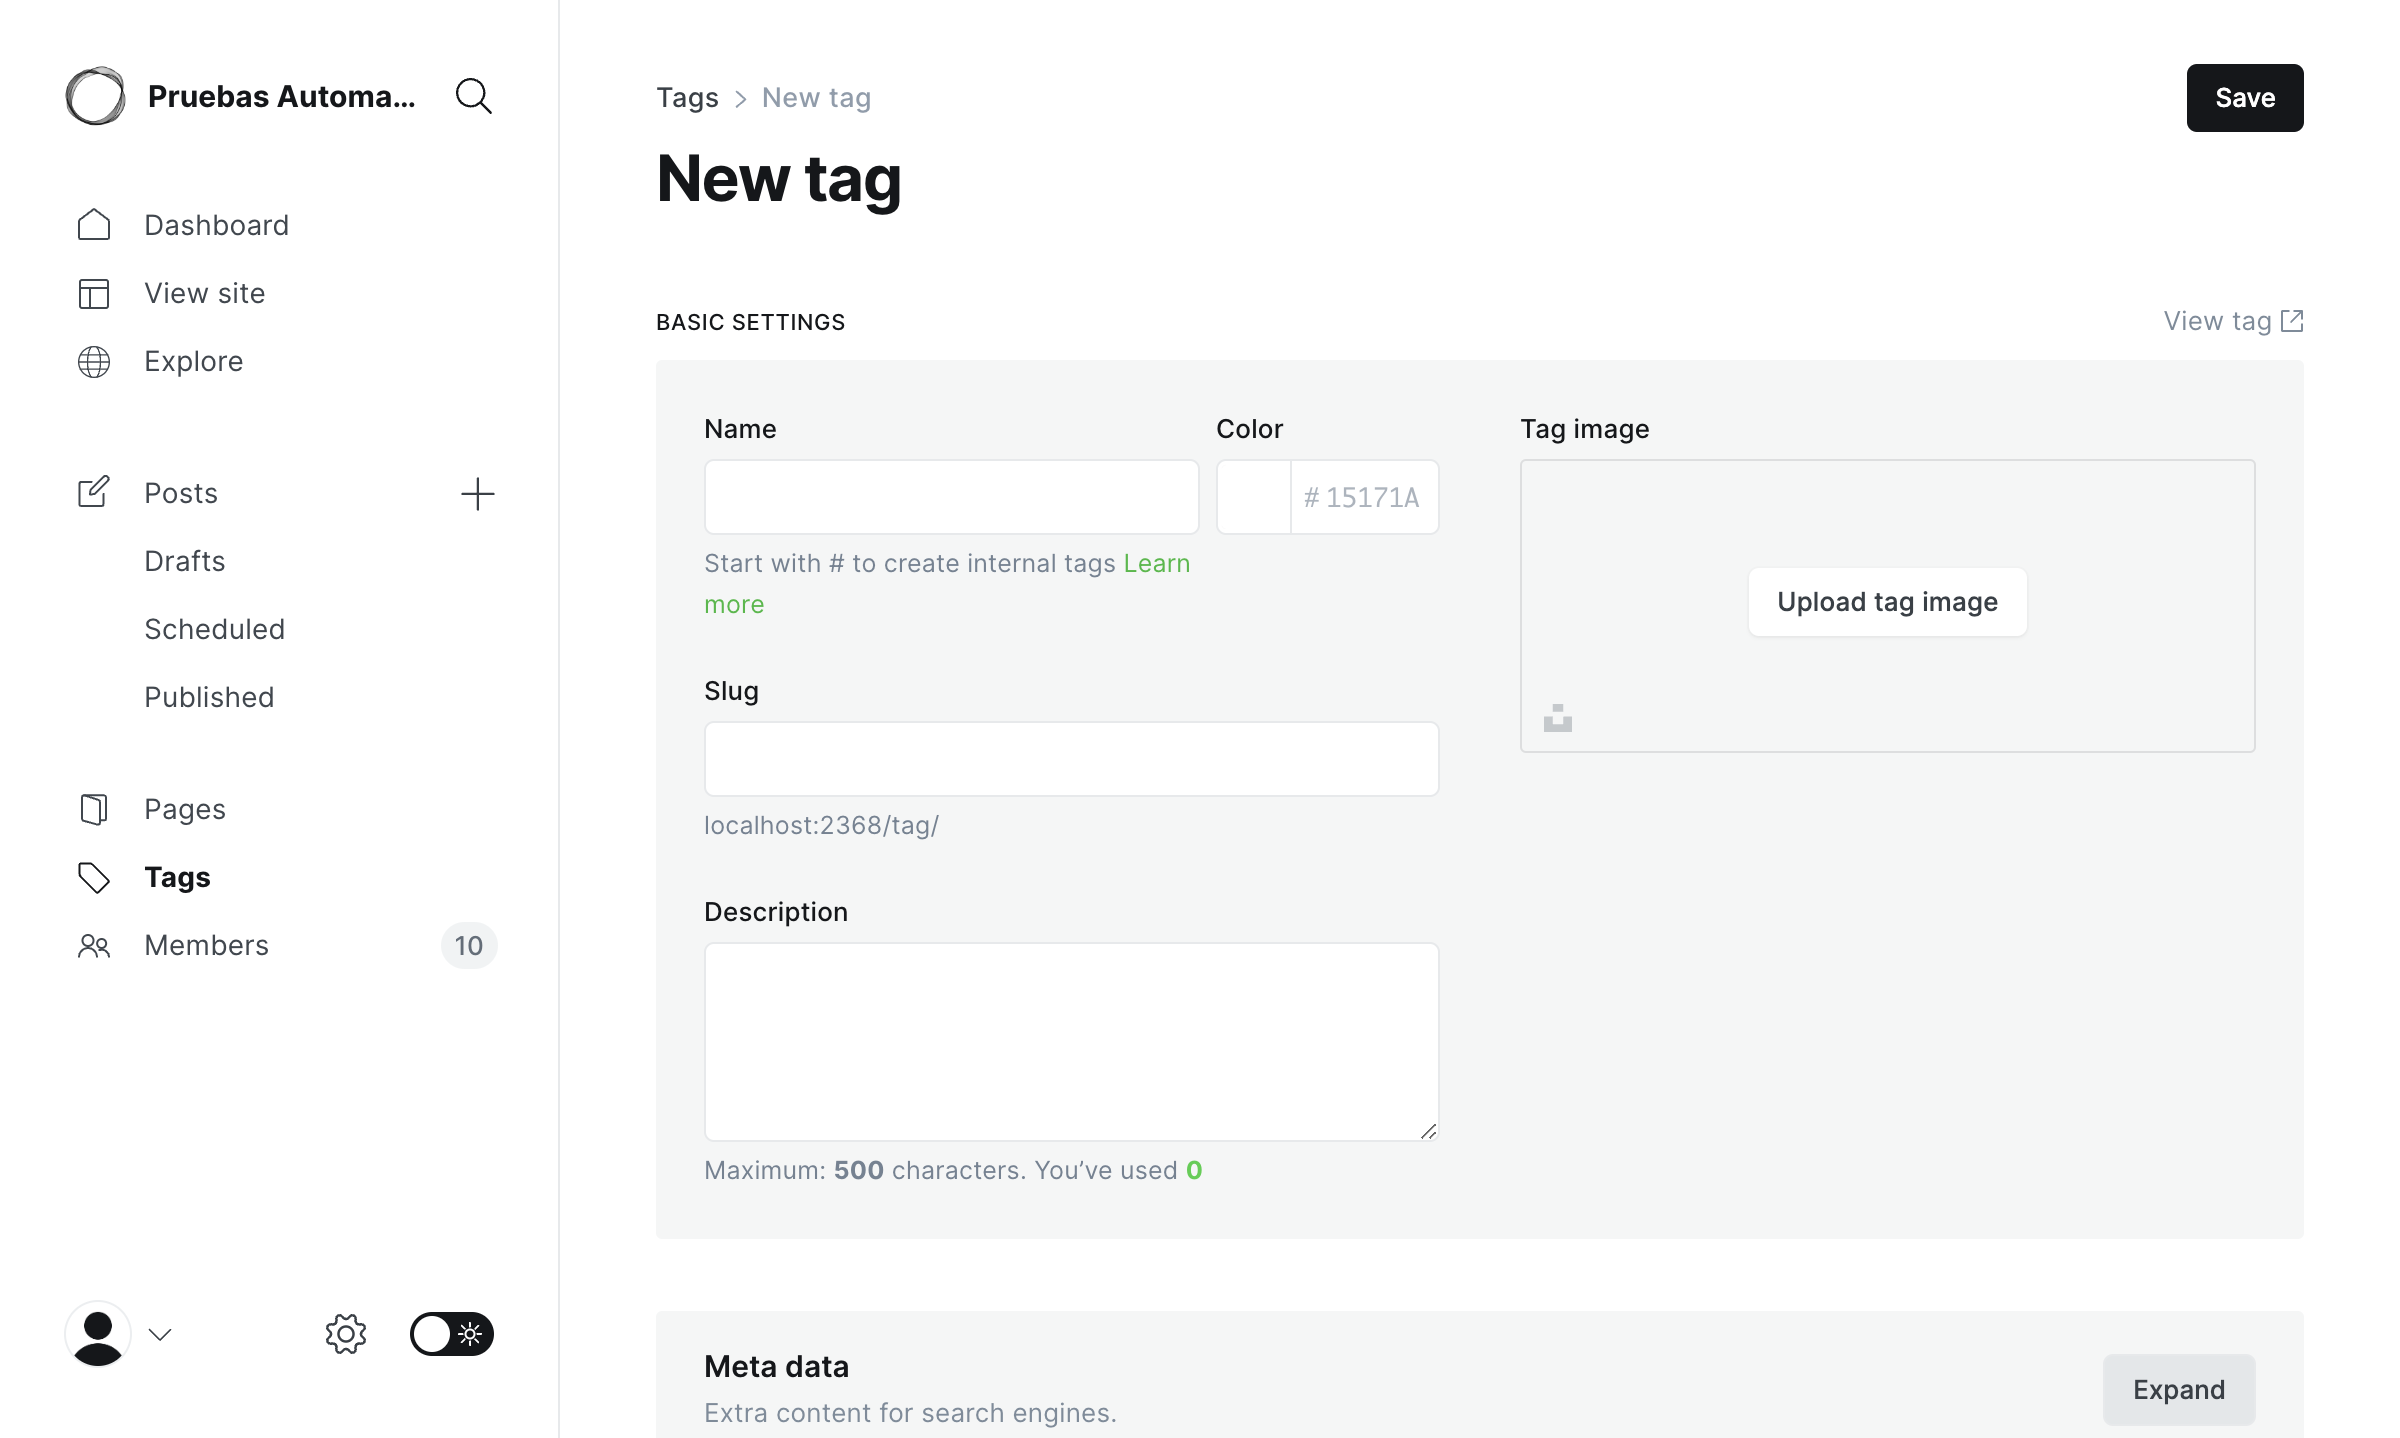 Pruebas Automa...
Dashboard
View site
Explore
Posts
Drafts
Scheduled
Published
Pages
Tags
Members 10
Tags > New tag
Save
New tag
BASIC SETTINGS
View tag
Name
Color
# 15171A
Start with # to create internal tags Learn
more
Slug
localhost:2368/tag/
Description
Maximum: 500 characters. You’ve used 0
Tag image
Upload tag image
Meta data
Extra content for search engines.
Expand